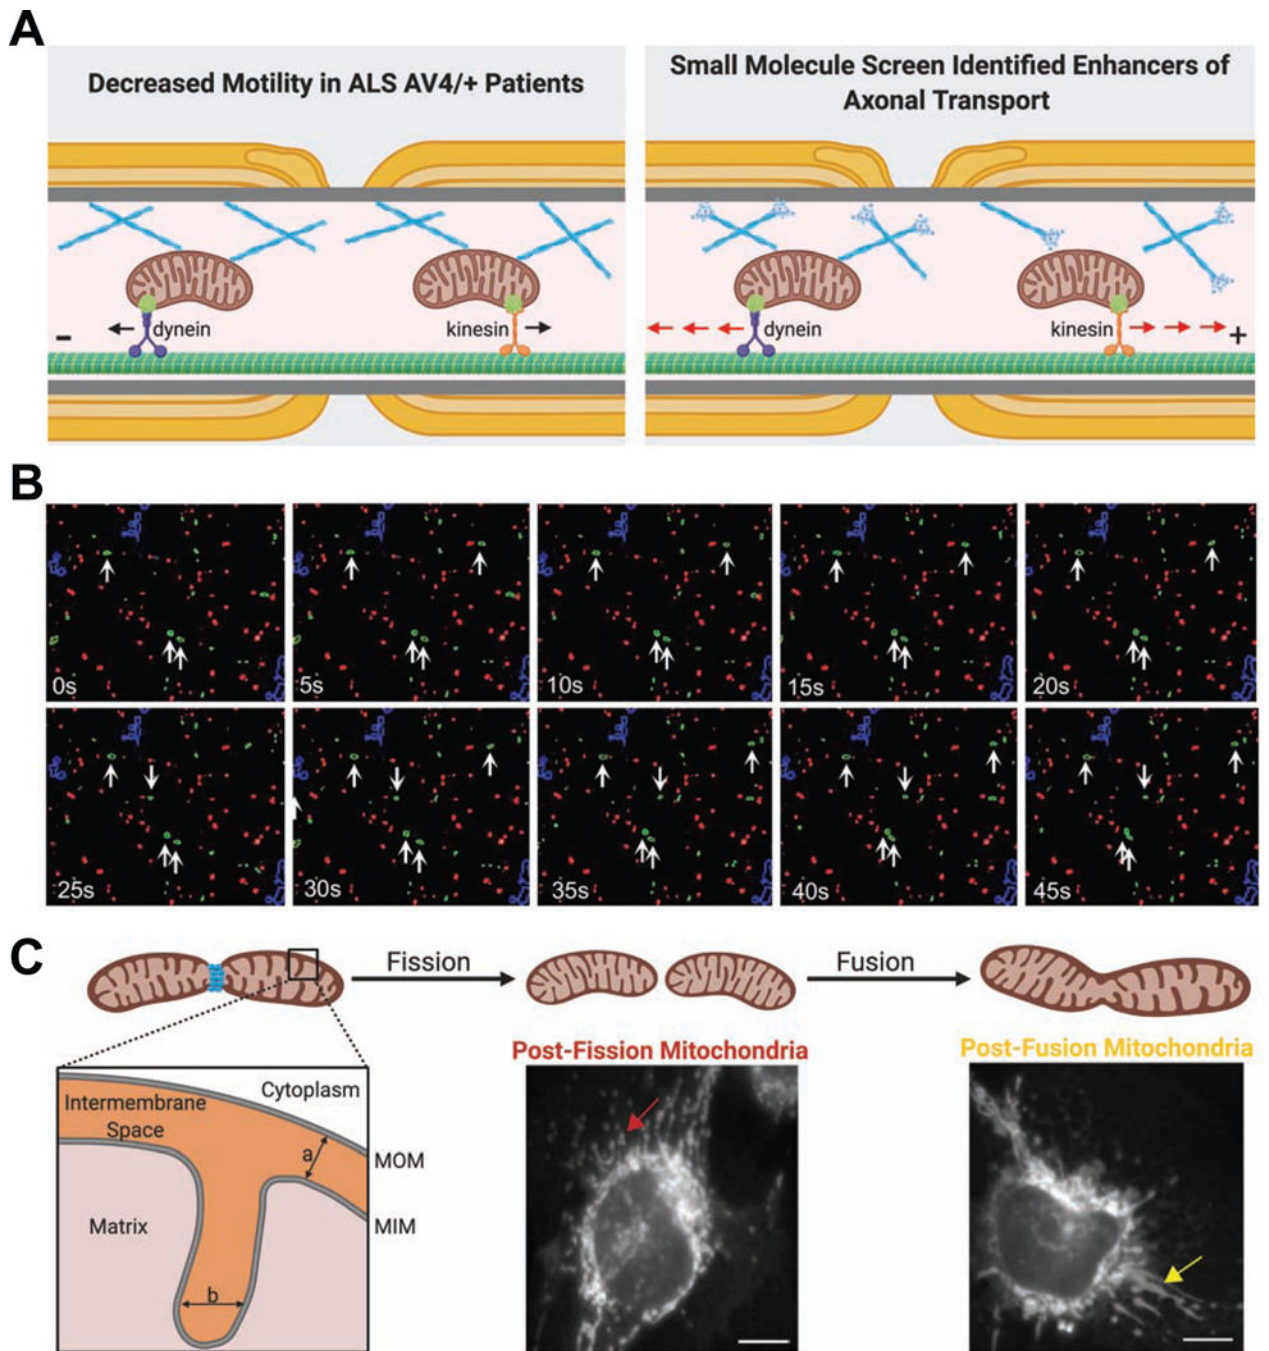 A
Decreased Motility in ALS AV4/+ Patients
Small Molecule Screen Identified Enhancers of
Axonal Transport
dynein
kinesin
dynein
kinesin
−
+
B
0s
5s
10s
15s
20s
25s
30s
35s
40s
45s
C
Fission
Fusion
Post-Fission Mitochondria
Post-Fusion Mitochondria
Cytoplasm
Intermembrane
Space
a
MOM
Matrix
MIM
b